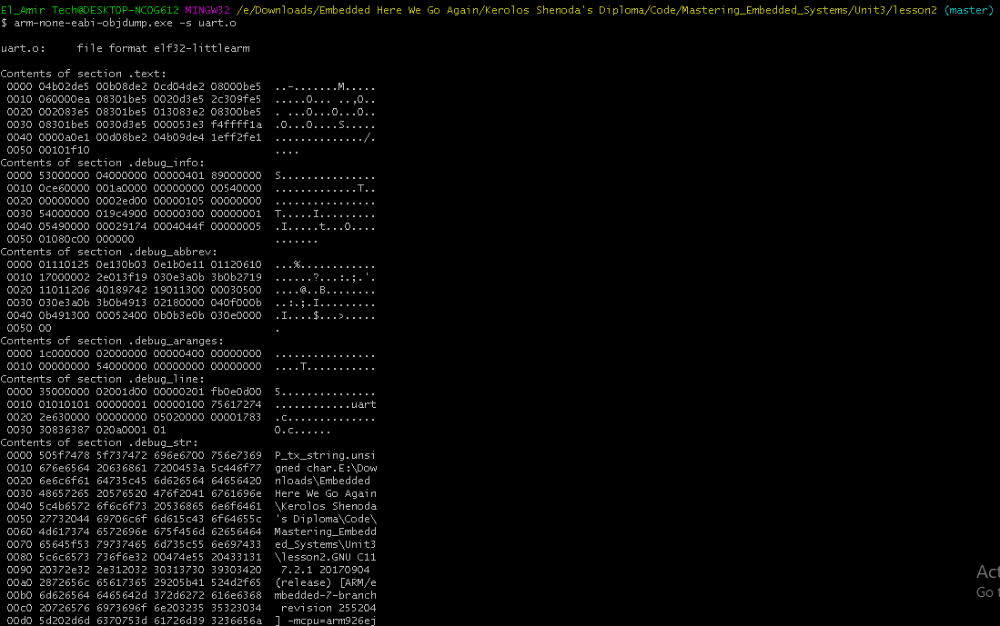 El_Amir Tech@DESKTOP-NCQG612 MINGW32 /e/Downloads/Embedded Here We Go Again/Kerolos Shenoda's Diploma/Code/Mastering_Embedded_Systems/Unit3/lesson2 (master)
$ arm-none-eabi-objdump.exe -s uart.o
uart.o:     file format elf32-littlearm
Contents of section .text:
 0000 04b02de5 00b08de2 0cd04de2 08000be5  ..-.......M.....
 0010 060000ea 08301be5 0020d3e5 2c309fe5  .....0... ..,0..
 0020 002083e5 08301be5 013083e2 08300be5  . ...0...0...0..
 0030 08301be5 0030d3e5 000053e3 f4ffff1a  .0...0....S.....
 0040 0000a0e1 00d08be2 04b09de4 1eff2fe1  ............../.
 0050 00101f10                             ....
Contents of section .debug_info:
 0000 53000000 04000000 00000401 89000000  S...............
 0010 0ce60000 001a0000 00000000 00540000  .............T..
 0020 00000000 0002ed00 00000105 00000000  ................
 0030 54000000 019c4900 00000300 00000001  T.....I.........
 0040 05490000 00029174 0004044f 00000005  .I.....t...O....
 0050 01080c00 000000                      .......
Contents of section .debug_abbrev:
 0000 01110125 0e130b03 0e1b0e11 01120610  ...%............
 0010 17000002 2e013f19 030e3a0b 3b0b2719  ......?...:.;.'.
 0020 11011206 40189742 19011300 00030500  ....@..B........
 0030 030e3a0b 3b0b4913 02180000 040f000b  ..:.;.I.........
 0040 0b491300 00052400 0b0b3e0b 030e0000  .I....$...>.....
 0050 00                                   .
Contents of section .debug_aranges:
 0000 1c000000 02000000 00000400 00000000  ................
 0010 00000000 54000000 00000000 00000000  ....T...........
Contents of section .debug_line:
 0000 35000000 02001d00 00000201 fb0e0d00  5...............
 0010 01010101 00000001 00000100 75617274  ............uart
 0020 2e630000 00000000 05020000 00001783  .c..............
 0030 30836387 020a0001 01                  0.c......
Contents of section .debug_str:
 0000 505f7478 5f737472 696e6700 756e7369  P_tx_string.unsi
 0010 676e6564 20636861 7200453a 5c446f77  gned char.E:\Dow
 0020 6e6c6f61 64735c45 6d626564 64656420  nloads\Embedded 
 0030 48657265 20576520 476f2041 6761696e  Here We Go Again
 0040 5c4b6572 6f6c6f73 20536865 6e6f6461  \Kerolos Shenoda
 0050 27732044 69706c6f 6d615c43 6f64655c  's Diploma\Code\
 0060 4d617374 6572696e 675f456d 62656464  Mastering_Embedd
 0070 65645f53 79737465 6d735c55 6e697433  ed_Systems\Unit3
 0080 5c6c6573 736f6e32 00474e55 20433131  \lesson2.GNU C11
 0090 20372e32 2e312032 30313730 39303420   7.2.1 20170904 
 00a0 2872656c 65617365 29205b41 524d2f65  (release) [ARM/e
 00b0 6d626564 6465642d 372d6272 616e6368  mbedded-7-branch
 00c0 20726576 6973696f 6e203235 35323034   revision 255204
 00d0 5d202d6d 6370753d 61726d39 3236656a  ] -mcpu=arm926ej
Act
Go t